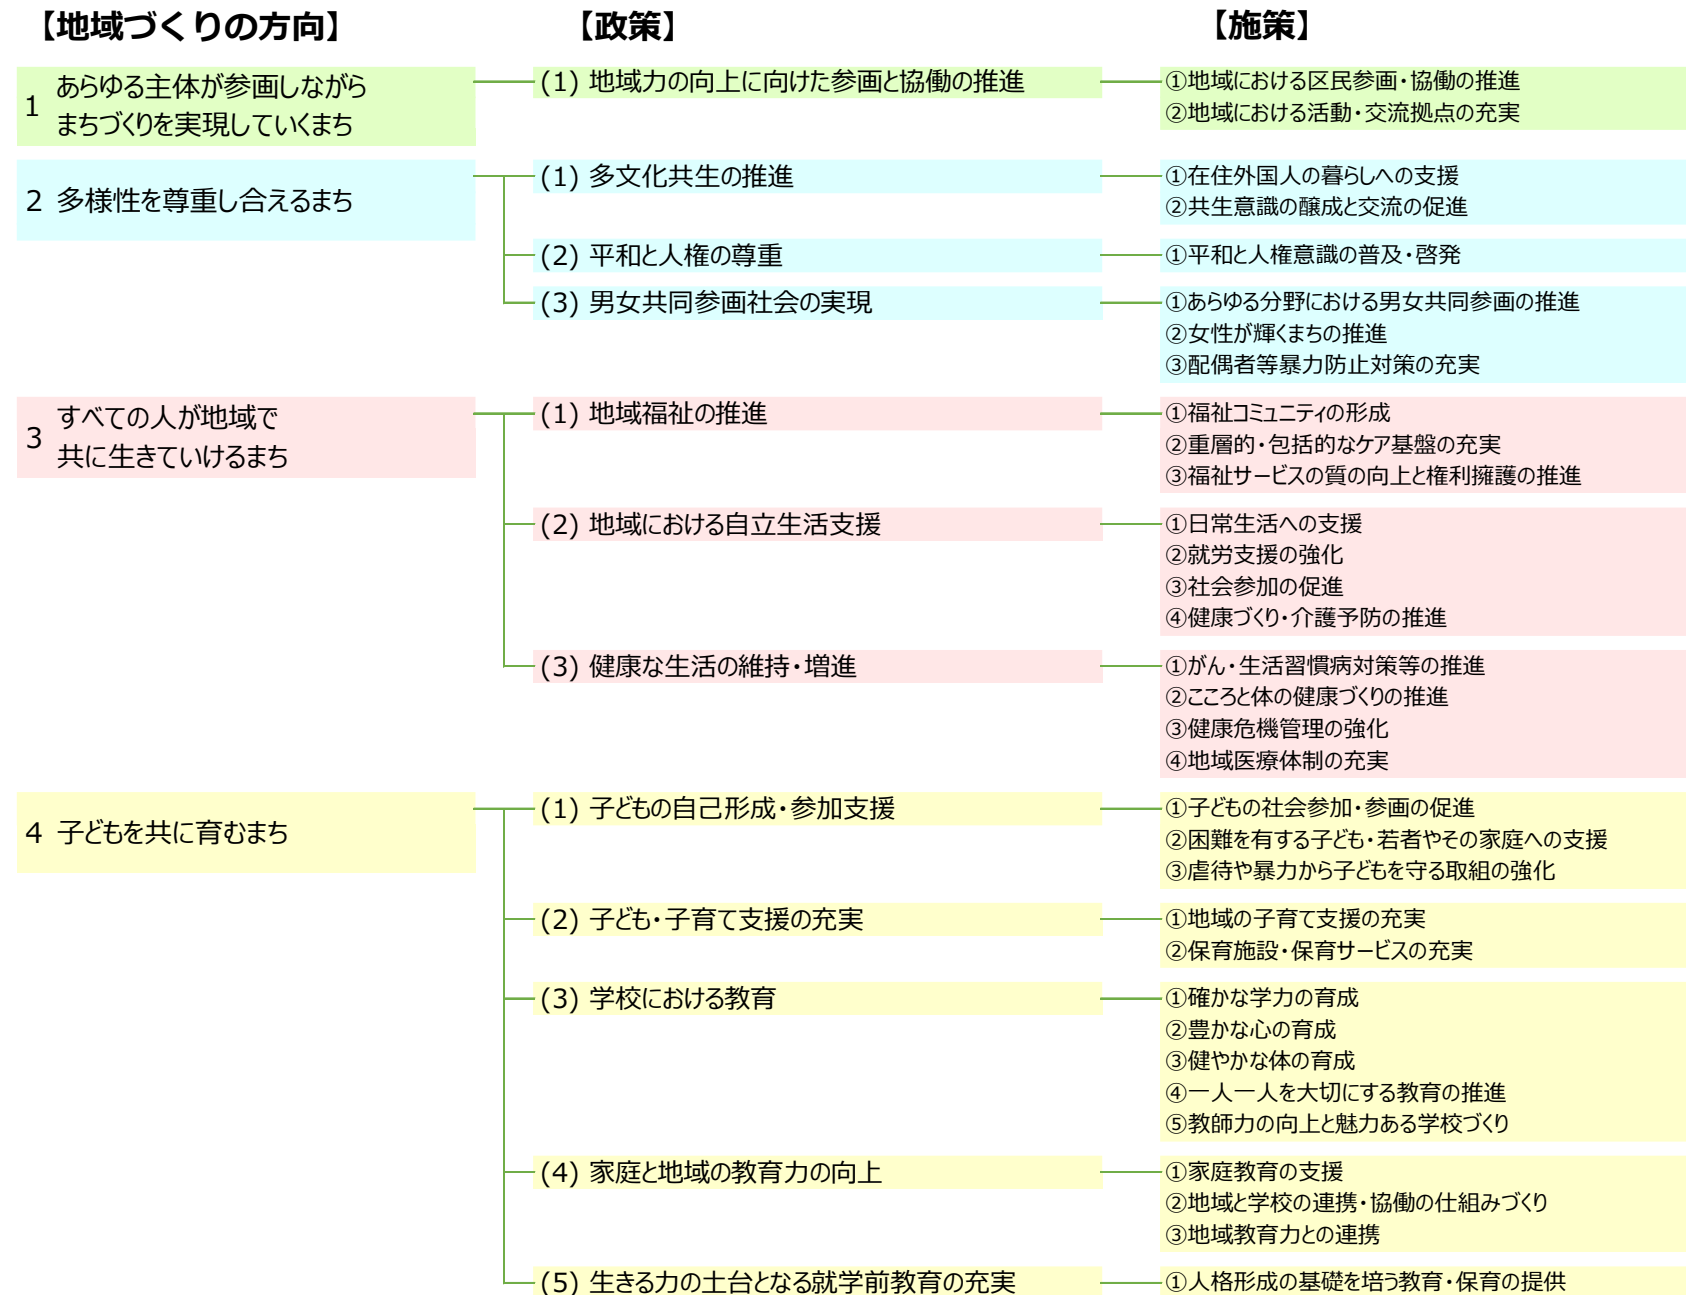 【地域づくりの方向】 【政策】 【施策】
1 あらゆる主体が参画しながら
まちづくりを実現していくまち
(1) 地域力の向上に向けた参画と協働の推進
①地域における区民参画・協働の推進
②地域における活動・交流拠点の充実
2 多様性を尊重し合えるまち
(1) 多文化共生の推進
①在住外国人の暮らしへの支援
②共生意識の醸成と交流の促進
(2) 平和と人権の尊重
①平和と人権意識の普及・啓発
(3) 男女共同参画社会の実現
①あらゆる分野における男女共同参画の推進
②女性が輝くまちの推進
③配偶者等暴力防止対策の充実
3 すべての人が地域で
共に生きていけるまち
(1) 地域福祉の推進
①福祉コミュニティの形成
②重層的・包括的なケア基盤の充実
③福祉サービスの質の向上と権利擁護の推進
(2) 地域における自立生活支援
①日常生活への支援
②就労支援の強化
③社会参加の促進
④健康づくり・介護予防の推進
(3) 健康な生活の維持・増進
①がん・生活習慣病対策等の推進
②こころと体の健康づくりの推進
③健康危機管理の強化
④地域医療体制の充実
4 子どもを共に育むまち
(1) 子どもの自己形成・参加支援
①子どもの社会参加・参画の促進
②困難を有する子ども・若者やその家庭への支援
③虐待や暴力から子どもを守る取組の強化
(2) 子ども・子育て支援の充実
①地域の子育て支援の充実
②保育施設・保育サービスの充実
(3) 学校における教育
①確かな学力の育成
②豊かな心の育成
③健やかな体の育成
④一人一人を大切にする教育の推進
⑤教師力の向上と魅力ある学校づくり
(4) 家庭と地域の教育力の向上
①家庭教育の支援
②地域と学校の連携・協働の仕組みづくり
③地域教育力との連携
(5) 生きる力の土台となる就学前教育の充実
①人格形成の基礎を培う教育・保育の提供